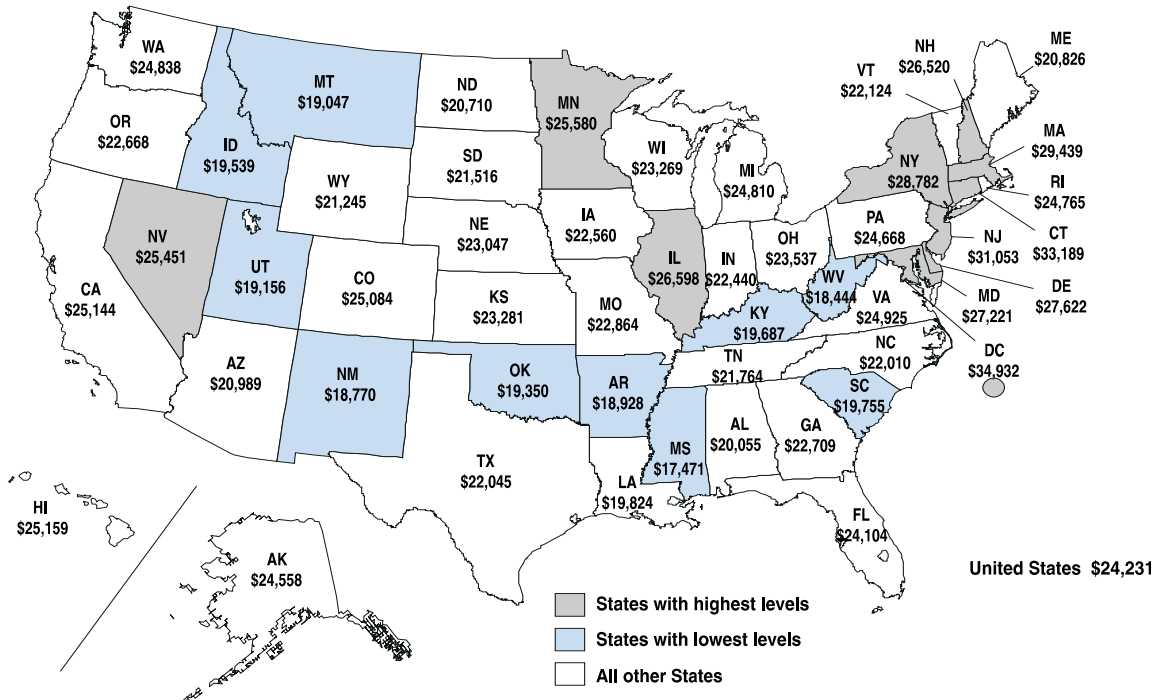 WA
$24,838
MT
$19,047
ND
$20,710
MN
$25,580
VT
$22,124
NH
$26,520
ME
$20,826
OR
$22,668
ID
$19,539
WY
$21,245
SD
$21,516
WI
$23,269
MI
$24,810
NY
$28,782
MA
$29,439
RI
$24,765
CT
$33,189
NJ
$31,053
DE
$27,622
MD
$27,221
DC
$34,932
NV
$25,451
UT
$19,156
CO
$25,084
NE
$23,047
IA
$22,560
IL
$26,598
IN
$22,440
OH
$23,537
PA
$24,668
CA
$25,144
KS
$23,281
MO
$22,864
KY
$19,687
WV
$18,444
VA
$24,925
AZ
$20,989
NM
$18,770
OK
$19,350
AR
$18,928
TN
$21,764
NC
$22,010
SC
$19,755
TX
$22,045
LA
$19,824
MS
$17,471
AL
$20,055
GA
$22,709
FL
$24,104
HI
$25,159
AK
$24,558
United States $24,231
States with highest levels
States with lowest levels
All other States